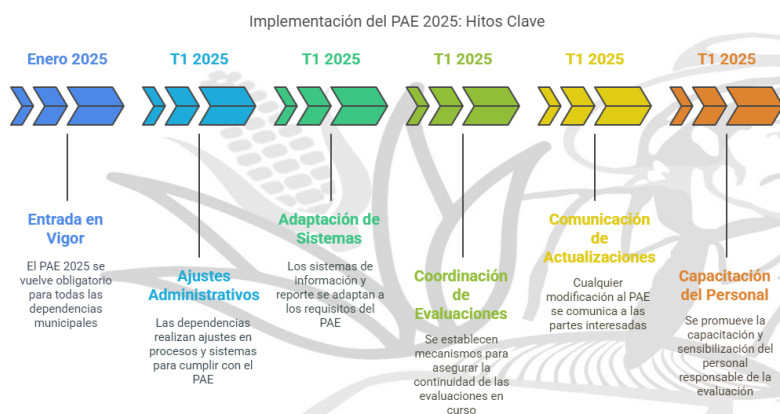 Implementación del PAE 2025: Hitos Clave
Enero 2025
T1 2025
T1 2025
T1 2025
T1 2025
T1 2025
Entrada en
Vigor
El PAE 2025 se
vuelve obligatorio
para todas las
dependencias
municipales
Ajustes
Administrativos
Las dependencias
realizan ajustes en
procesos y sistemas
para cumplir con el
PAE
Adaptación de
Sistemas
Los sistemas de
información y
reporte se adaptan a
los requisitos del
PAE
Coordinación
de
Evaluaciones
Se establecen
mecanismos para
asegurar la
continuidad de las
evaluaciones en
curso
Comunicación
de
Actualizaciones
Cualquier
modificación al PAE
se comunica a las
partes interesadas
Capacitación
del Personal
Se promueve la
capacitación y
sensibilización del
personal
responsable de la
evaluación